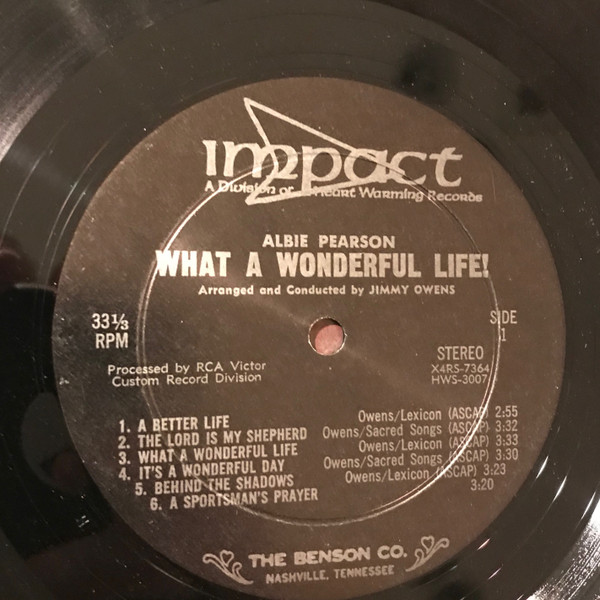 impact
A Division of Heart Warming Records
ALBIE PEARSON
WHAT A WONDERFUL LIFE!
Arranged and Conducted by JIMMY OWENS
33⅓
RPM
SIDE
1
STEREO
X4RS-7364
HWS-3007
Processed by RCA Victor
Custom Record Division
1. A BETTER LIFE Owens/Lexicon (ASCAP) 2:55
2. THE LORD IS MY SHEPHERD Owens/Sacred Songs (ASCAP) 3:32
3. WHAT A WONDERFUL LIFE Owens/Lexicon (ASCAP) 3:33
4. IT'S A WONDERFUL DAY Owens/Sacred Songs (ASCAP) 3:30
5. BEHIND THE SHADOWS Owens/Lexicon (ASCAP) 3:23
6. A SPORTSMAN'S PRAYER 3:20
THE BENSON CO.
NASHVILLE, TENNESSEE